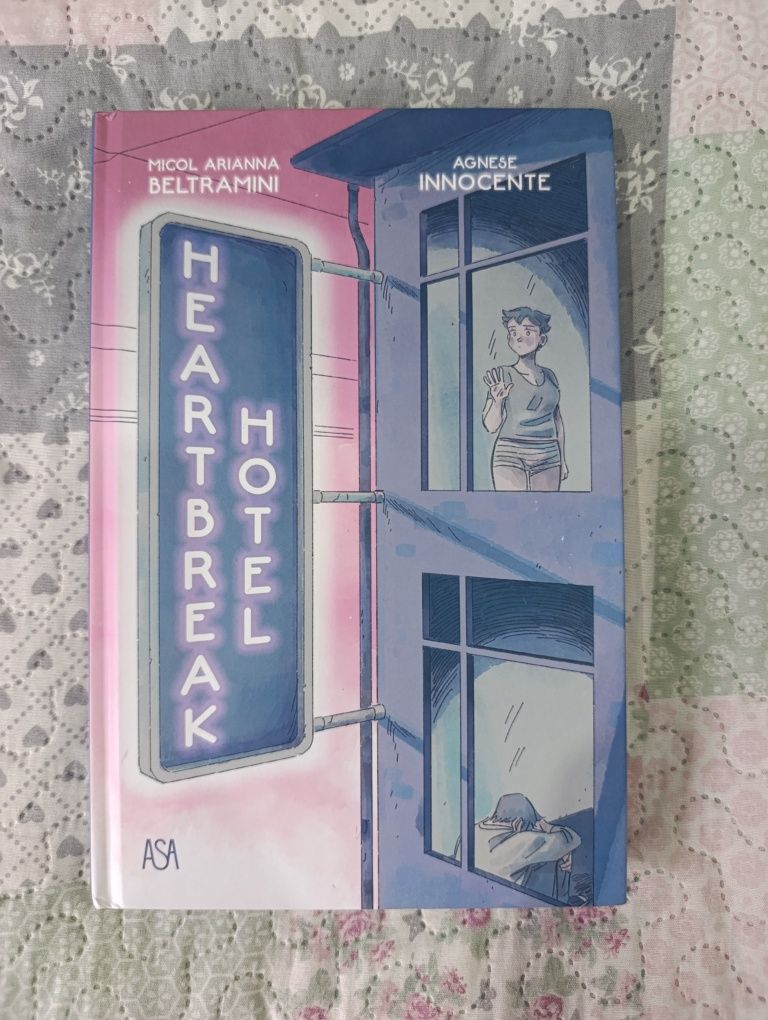 MICOL ARIANNA
BELTRAMINI
AGNESE
INNOCENTE
HEARTBREAK
HOTEL
ASA